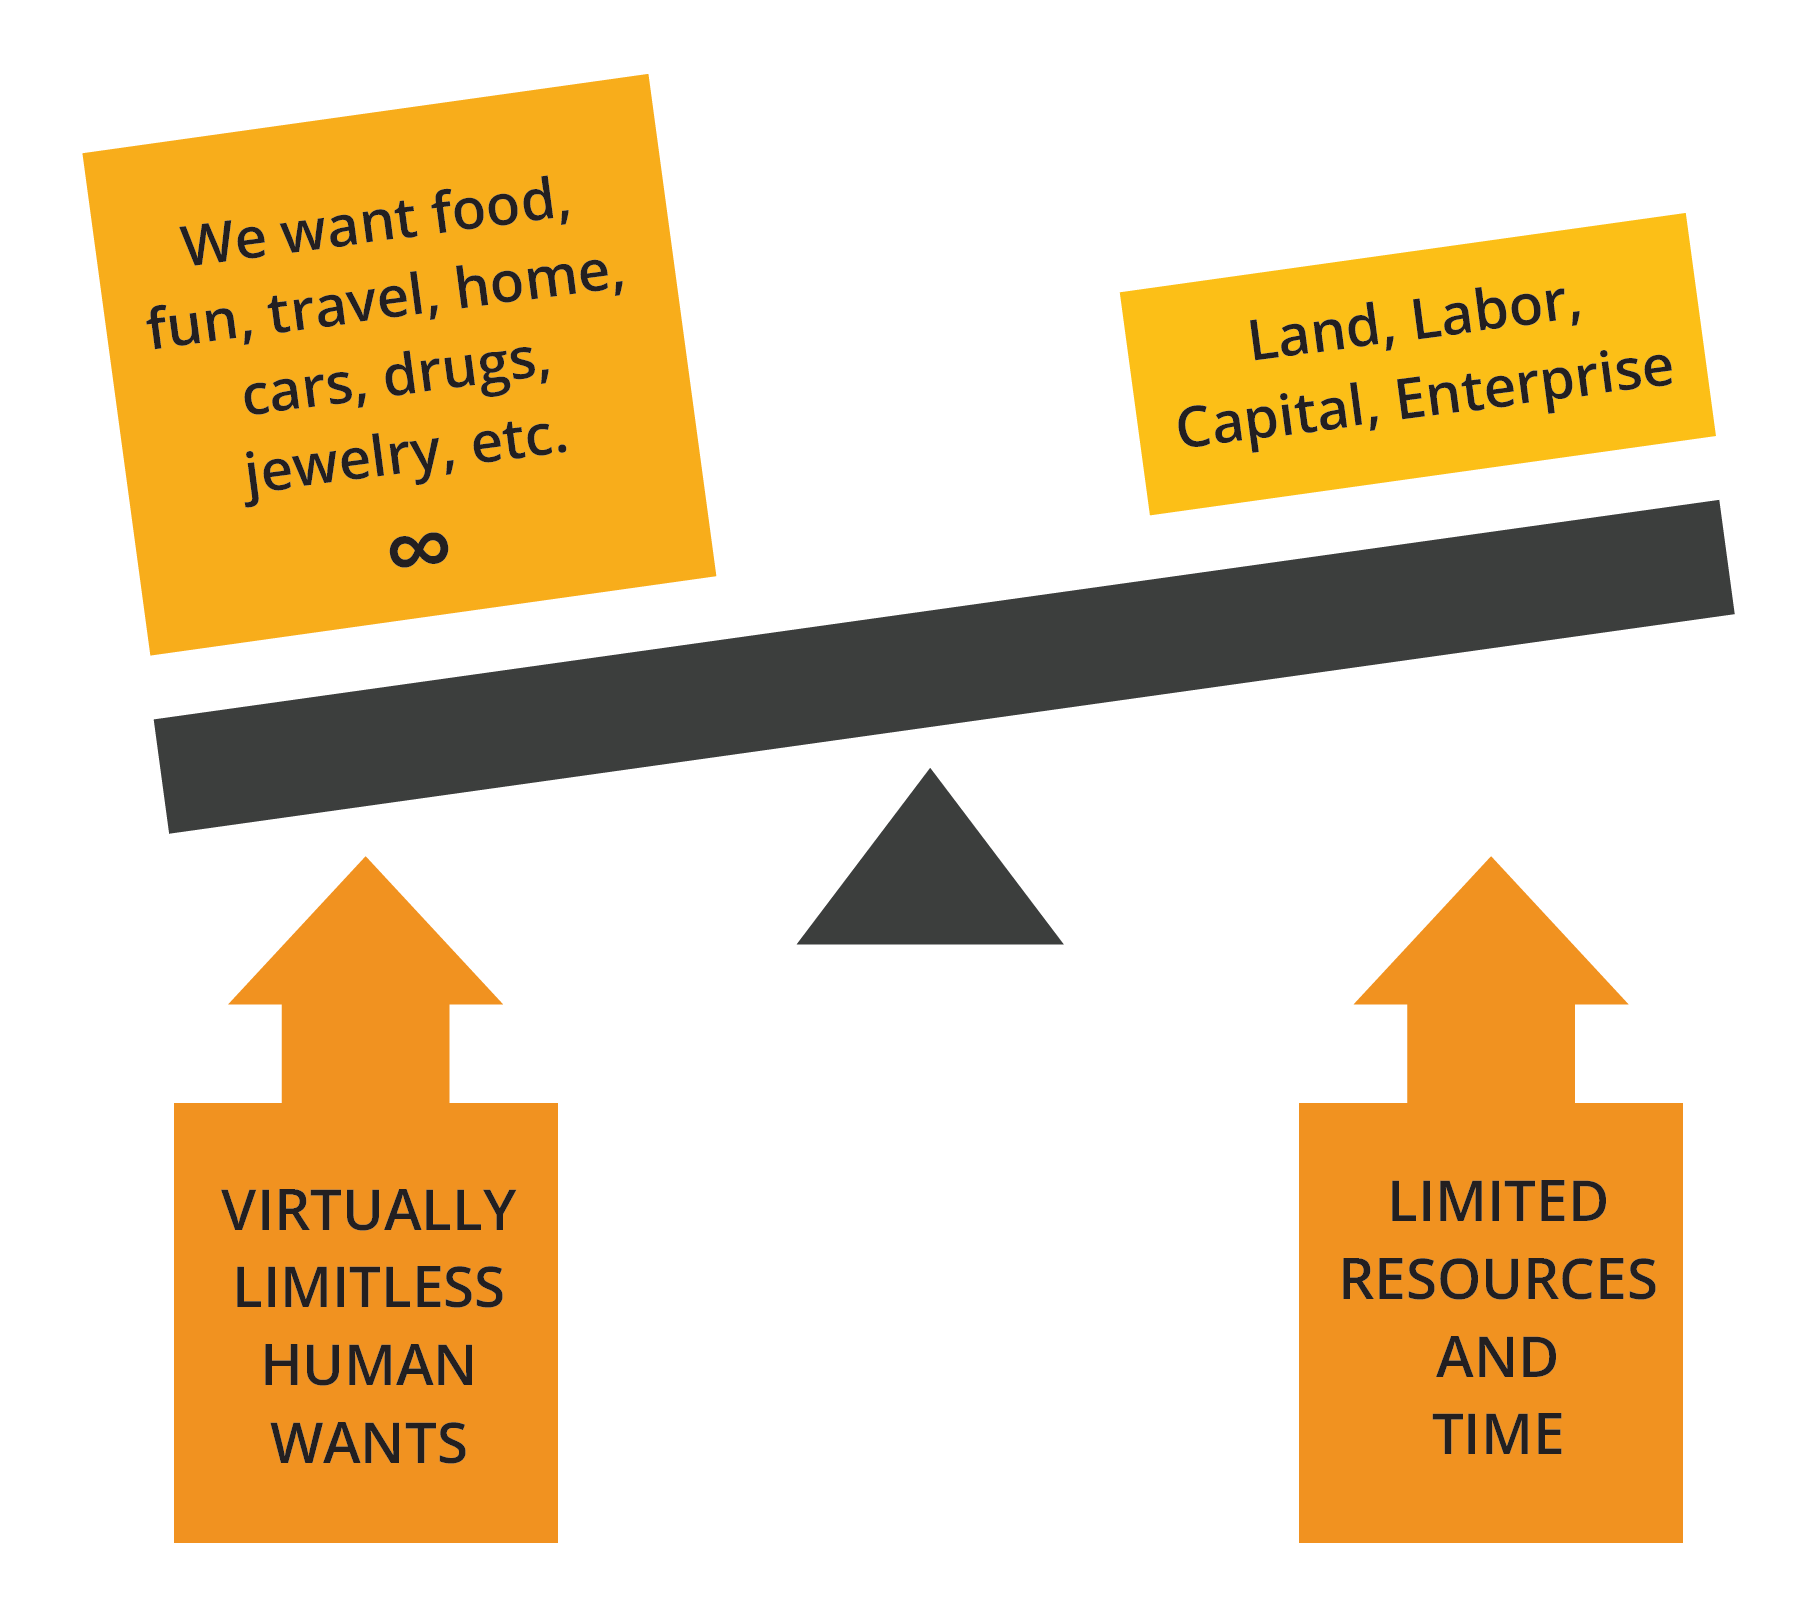 We want food,
fun, travel, home,
cars, drugs,
jewelry, etc.
∞
Land, Labor,
Capital, Enterprise
VIRTUALLY
LIMITLESS
HUMAN
WANTS
LIMITED
RESOURCES
AND
TIME